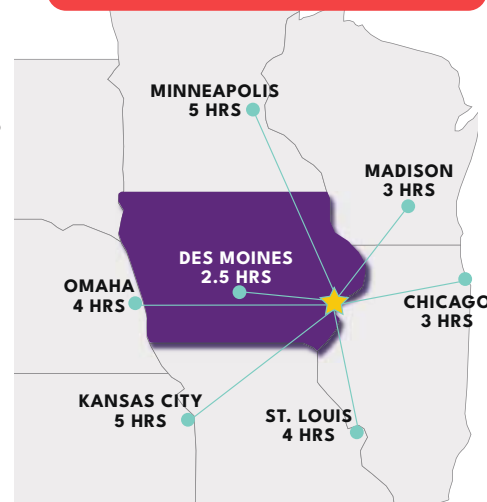 MINNEAPOLIS
5 HRS
MADISON
3 HRS
DES MOINES
2.5 HRS
OMAHA
4 HRS
CHICAGO
3 HRS
KANSAS CITY
5 HRS
ST. LOUIS
4 HRS